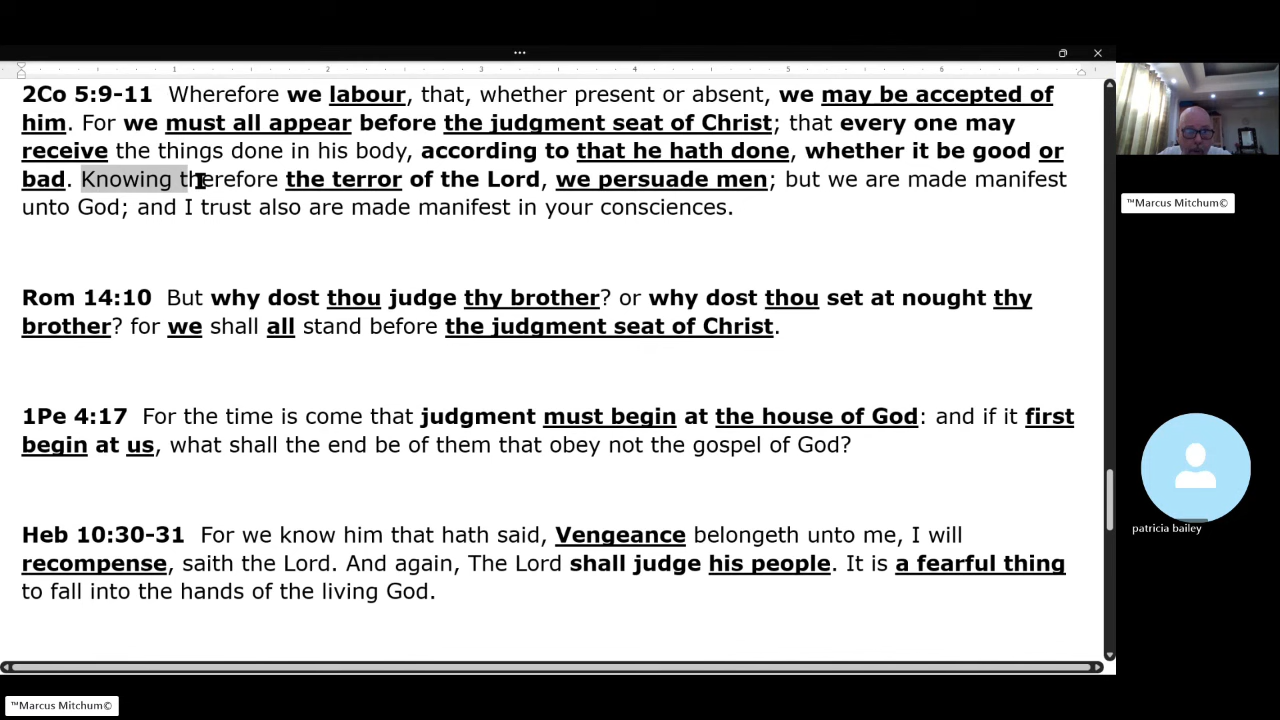 2Co 5:9-11 Wherefore we labour, that, whether present or absent, we may be accepted of
him. For we must all appear before the judgment seat of Christ; that every one may
receive the things done in his body, according to that he hath done, whether it be good or
bad. Knowing therefore the terror of the Lord, we persuade men; but we are made manifest
unto God; and I trust also are made manifest in your consciences.
Rom 14:10 But why dost thou judge thy brother? or why dost thou set at nought thy
brother? for we shall all stand before the judgment seat of Christ.
1Pe 4:17 For the time is come that judgment must begin at the house of God: and if it first
begin at us, what shall the end be of them that obey not the gospel of God?
Heb 10:30-31 For we know him that hath said, Vengeance belongeth unto me, I will
recompense, saith the Lord. And again, The Lord shall judge his people. It is a fearful thing
to fall into the hands of the living God.
1 2 3 4 5 6
™Marcus Mitchum©
patricia bailey
™Marcus Mitchum©